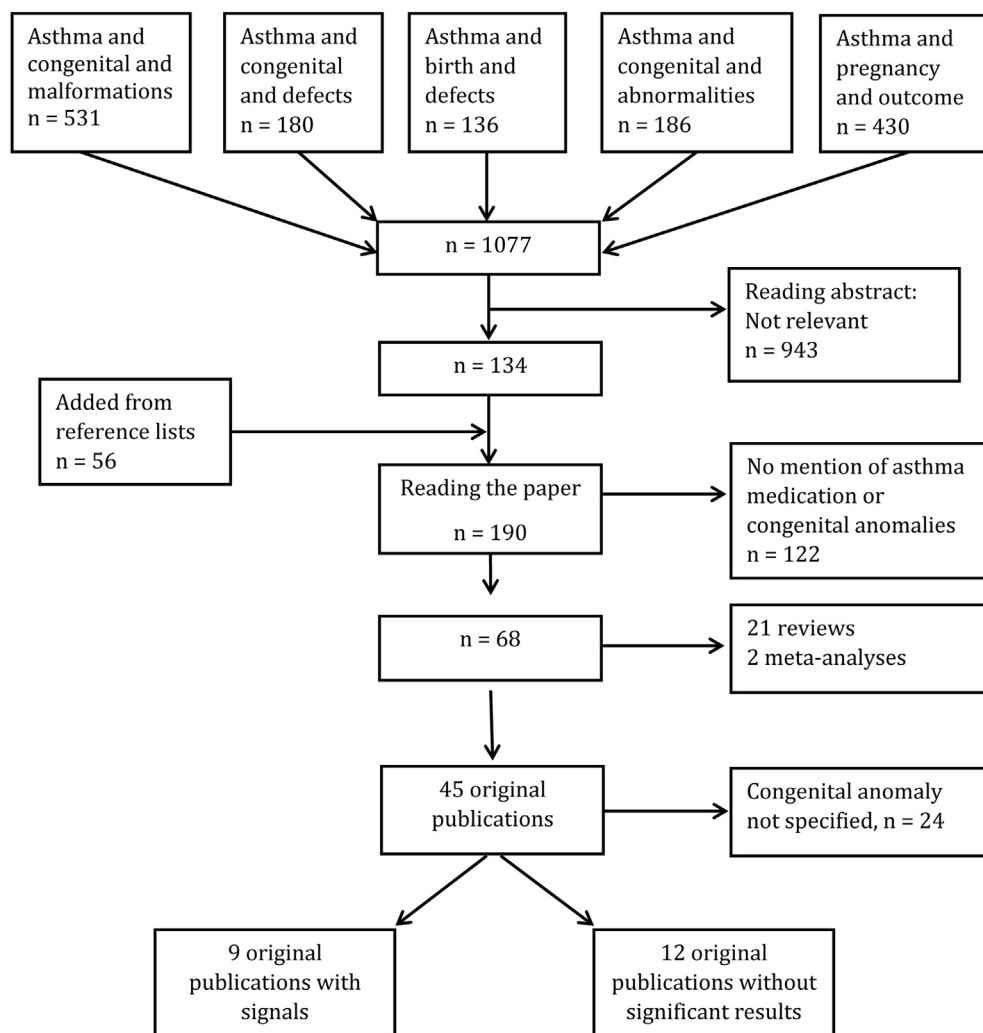 Asthma and
congenital and
malformations
n = 531
Asthma and
congenital
and defects
n = 180
Asthma and
birth and
defects
n = 136
Asthma and
congenital and
abnormalities
n = 186
Asthma and
pregnancy
and outcome
n = 430
n = 1077
Reading abstract:
Not relevant
n = 943
n = 134
Added from
reference lists
n = 56
Reading the paper
n = 190
No mention of asthma
medication or
congenital anomalies
n = 122
n = 68
21 reviews
2 meta-analyses
45 original
publications
Congenital anomaly
not specified, n = 24
9 original
publications with
signals
12 original
publications without
significant results